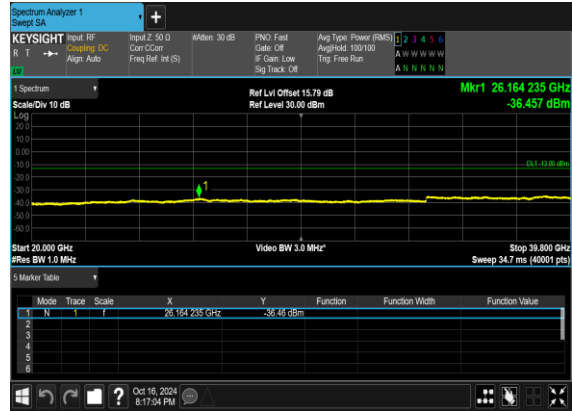 Spectrum Analyzer 1
Swept SA
+
KEYSIGHT
R T
Input: RF
Coupling: DC
Align: Auto
Input Z: 50 Ω
Corr CCorr
Freq Ref: Int (S)
#Atten: 30 dB
PNO: Fast
Gate: Off
IF Gain: Low
Sig Track: Off
Avg Type: Power (RMS)
Avg|Hold: 100/100
Trig: Free Run
1 2 3 4 5 6
A W W W W W
A N N N N N
1 Spectrum
Scale/Div 10 dB
Ref Lvl Offset 15.79 dB
Ref Level 30.00 dBm
Mkr1 26.164 235 GHz
-36.457 dBm
Log
20.0
10.0
0.00
-10.0
DL1 -13.00 dBm
-20.0
-30.0
1
-40.0
-50.0
-60.0
Start 20.000 GHz
#Res BW 1.0 MHz
Video BW 3.0 MHz*
Stop 39.800 GHz
Sweep 34.7 ms (40001 pts)
5 Marker Table
Mode Trace Scale X Y Function Function Width Function Value
1 N 1 f 26.164 235 GHz -36.46 dBm
2
3
4
5
6
?
Oct 16, 2024
8:17:04 PM